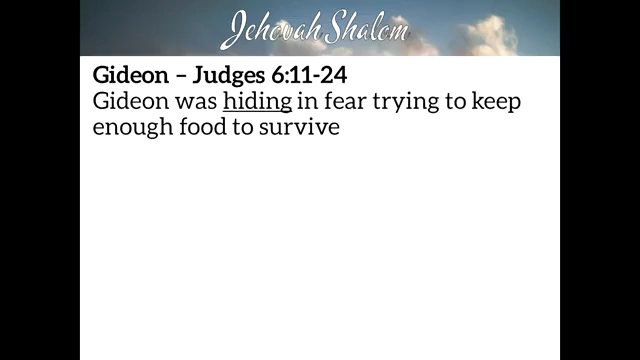 Jehovah Shalom
Gideon – Judges 6:11-24
Gideon was hiding in fear trying to keep
enough food to survive